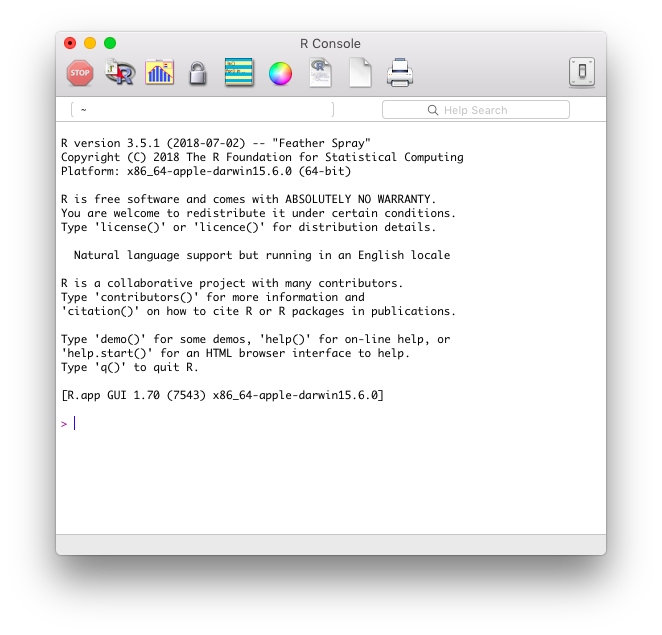 R Console
STOP
~
Help Search
R version 3.5.1 (2018-07-02) -- "Feather Spray"
Copyright (C) 2018 The R Foundation for Statistical Computing
Platform: x86_64-apple-darwin15.6.0 (64-bit)
R is free software and comes with ABSOLUTELY NO WARRANTY.
You are welcome to redistribute it under certain conditions.
Type 'license()' or 'licence()' for distribution details.
Natural language support but running in an English locale
R is a collaborative project with many contributors.
Type 'contributors()' for more information and
'citation()' on how to cite R or R packages in publications.
Type 'demo()' for some demos, 'help()' for on-line help, or
'help.start()' for an HTML browser interface to help.
Type 'q()' to quit R.
[R.app GUI 1.70 (7543) x86_64-apple-darwin15.6.0]
>